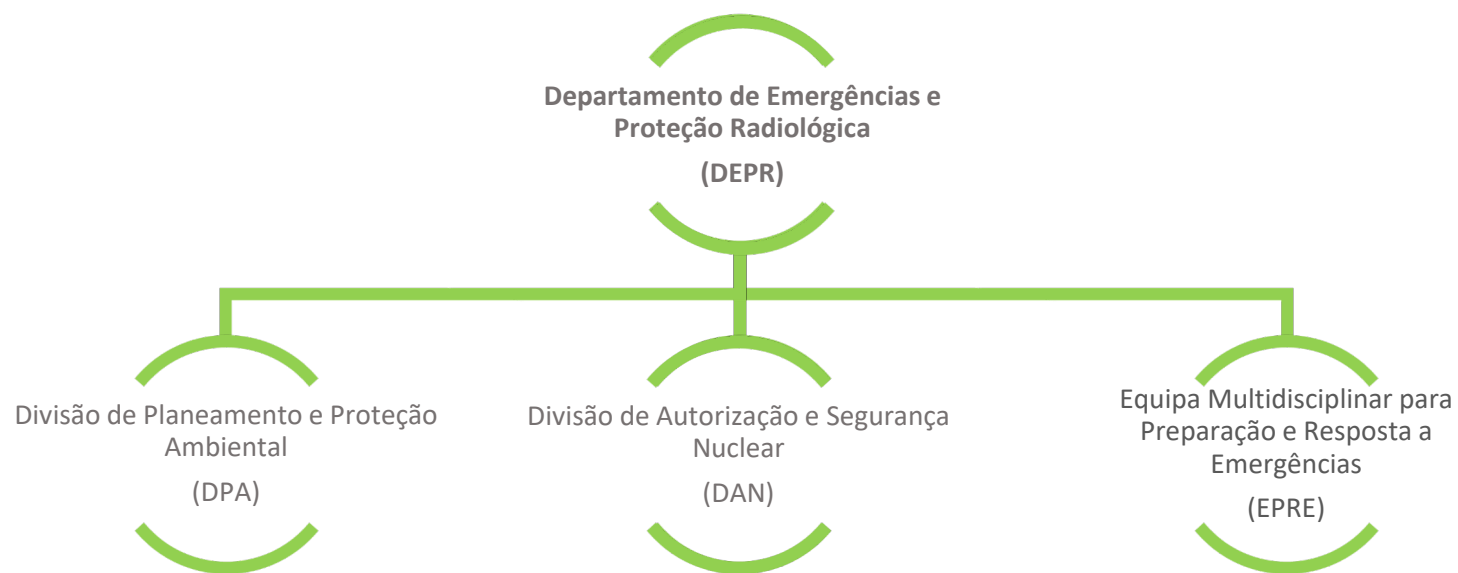 Departamento de Emergências e
Proteção Radiológica
(DEPR)
Divisão de Planeamento e Proteção
Ambiental
(DPA)
Divisão de Autorização e Segurança
Nuclear
(DAN)
Equipa Multidisciplinar para
Preparação e Resposta a
Emergências
(EPRE)